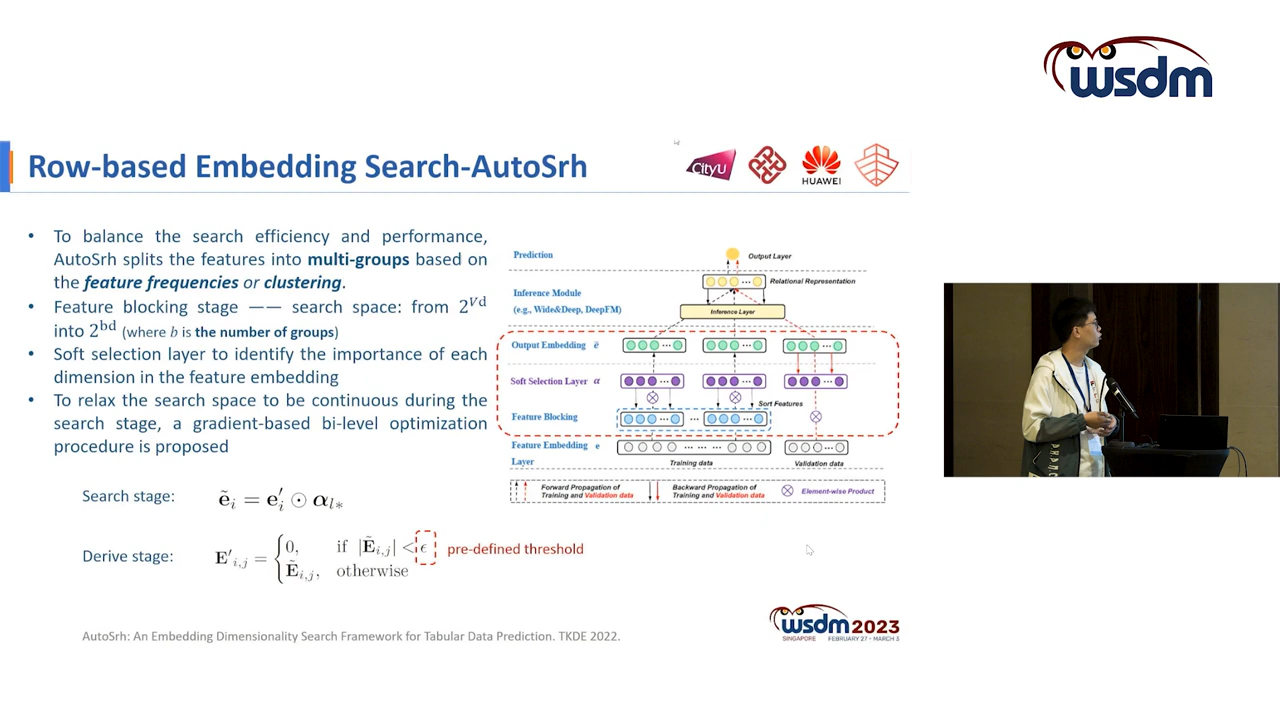 wsdm
Row-based Embedding Search-AutoSrh
CityU
HUAWEI
• To balance the search efficiency and performance,
AutoSrh splits the features into multi-groups based on
the feature frequencies or clustering.
• Feature blocking stage —— search space: from 2^{Vd}
into 2^{bd} (where b is the number of groups)
• Soft selection layer to identify the importance of each
dimension in the feature embedding
• To relax the search space to be continuous during the
search stage, a gradient-based bi-level optimization
procedure is proposed
Search stage: ẽ_i = e'_i ⊙ α_{l*}
Derive stage: E'_{i,j} = { 0, if |Ẽ_{i,j}| < ϵ
Ẽ_{i,j}, otherwise
pre-defined threshold
Prediction
Output Layer
Relational Representation
Inference Module
(e.g., Wide&Deep, DeepFM)
Inference Layer
Output Embedding ẽ
Soft Selection Layer α
Sort Features
Feature Blocking
Feature Embedding e
Layer
Training data
Validation data
Forward Propagation of
Training and Validation data
Backward Propagation of
Training and Validation data
Element-wise Product
AutoSrh: An Embedding Dimensionality Search Framework for Tabular Data Prediction. TKDE 2022.
wsdm 2023
SINGAPORE FEBRUARY 27 - MARCH 3